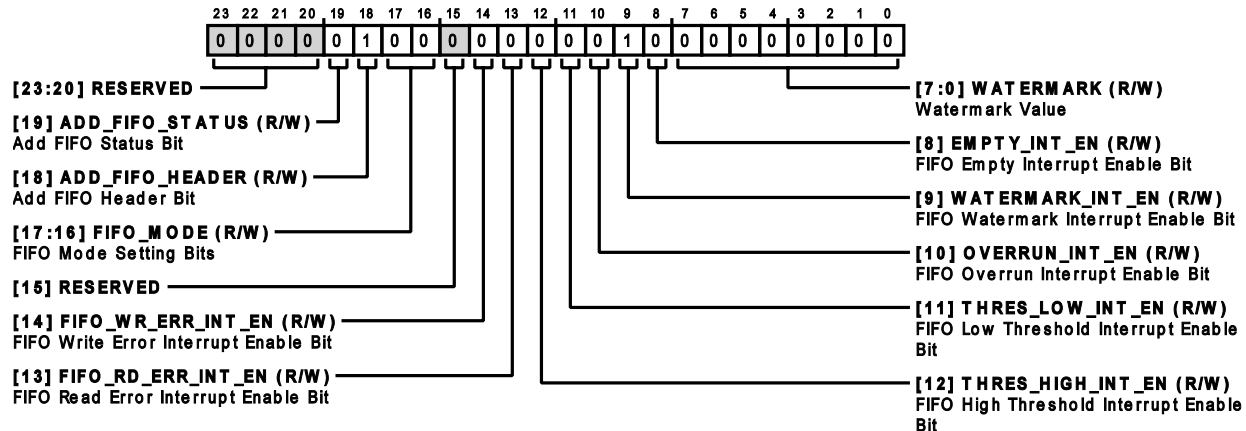 23 22 21 20 19 18 17 16 15 14 13 12 11 10 9 8 7 6 5 4 3 2 1 0
0 0 0 0 0 1 0 0 0 0 0 0 0 0 1 0 0 0 0 0 0 0 0 0
[23:20] RESERVED
[19] ADD_FIFO_STATUS (R/W)
Add FIFO Status Bit
[18] ADD_FIFO_HEADER (R/W)
Add FIFO Header Bit
[17:16] FIFO_MODE (R/W)
FIFO Mode Setting Bits
[15] RESERVED
[14] FIFO_WR_ERR_INT_EN (R/W)
FIFO Write Error Interrupt Enable Bit
[13] FIFO_RD_ERR_INT_EN (R/W)
FIFO Read Error Interrupt Enable Bit
[7:0] WATERMARK (R/W)
Watermark Value
[8] EMPTY_INT_EN (R/W)
FIFO Empty Interrupt Enable Bit
[9] WATERMARK_INT_EN (R/W)
FIFO Watermark Interrupt Enable Bit
[10] OVERRUN_INT_EN (R/W)
FIFO Overrun Interrupt Enable Bit
[11] THRES_LOW_INT_EN (R/W)
FIFO Low Threshold Interrupt Enable
Bit
[12] THRES_HIGH_INT_EN (R/W)
FIFO High Threshold Interrupt Enable
Bit